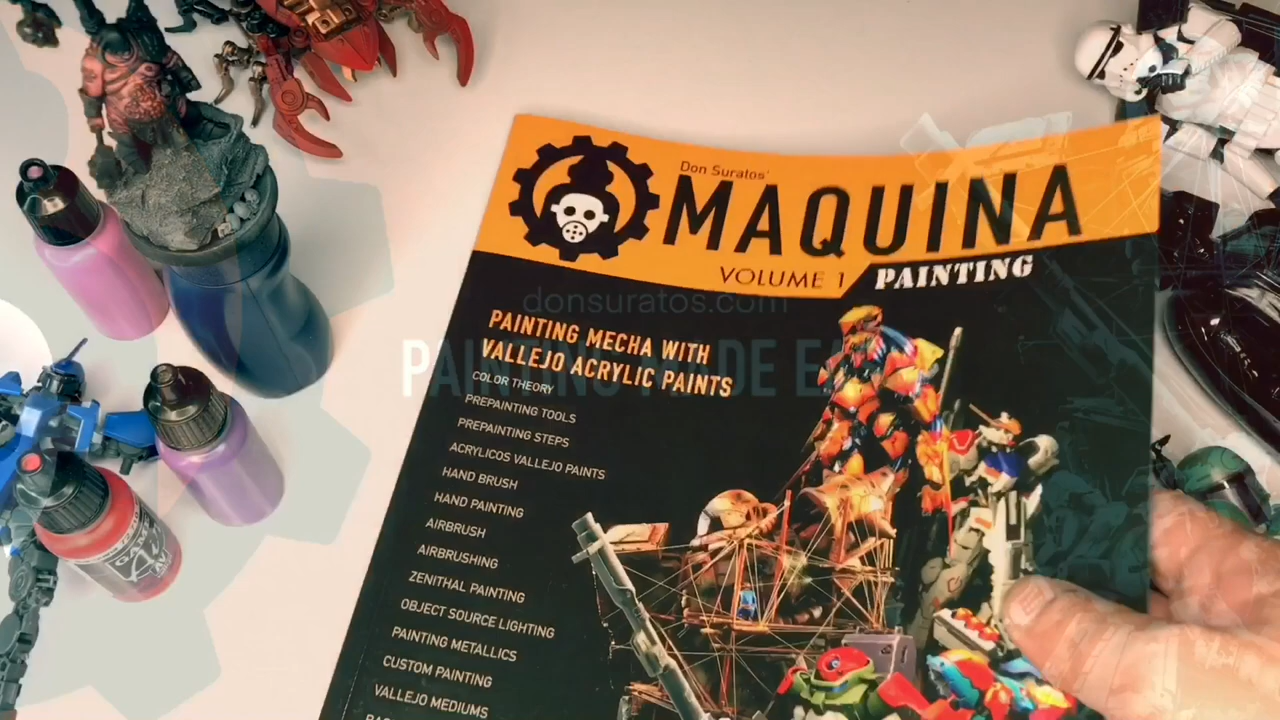 Don Suratos'
MAQUINA
VOLUME 1 PAINTING
donsuratos.com
PAINTING MECHA WITH
VALLEJO ACRYLIC PAINTS
PAINTING MADE
COLOR THEORY
PREPAINTING TOOLS
PREPAINTING STEPS
ACRYLICOS VALLEJO PAINTS
HAND BRUSH
HAND PAINTING
AIRBRUSH
AIRBRUSHING
ZENITHAL PAINTING
OBJECT SOURCE LIGHTING
PAINTING METALLICS
CUSTOM PAINTING
VALLEJO MEDIUMS